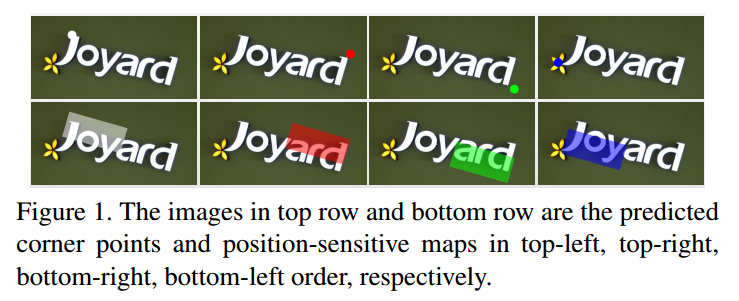 Joyard Joyard Joyard Joyard
Joyard Joyard Joyard Joyard
Figure 1. The images in top row and bottom row are the predicted
corner points and position-sensitive maps in top-left, top-right,
bottom-right, bottom-left order, respectively.